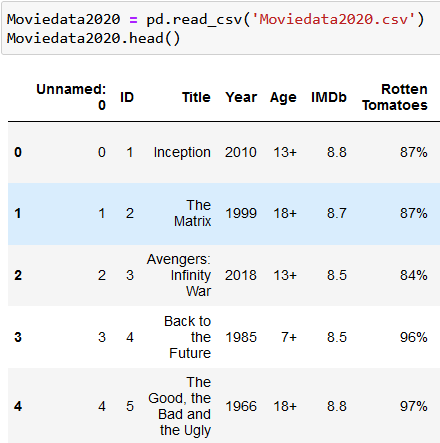 Moviedata2020 = pd.read_csv('Moviedata2020.csv')
Moviedata2020.head()
Unnamed: 0 ID Title Year Age IMDb Rotten Tomatoes
0 0 1 Inception 2010 13+ 8.8 87%
1 1 2 The Matrix 1999 18+ 8.7 87%
2 2 3 Avengers: Infinity War 2018 13+ 8.5 84%
3 3 4 Back to the Future 1985 7+ 8.5 96%
4 4 5 The Good, the Bad and the Ugly 1966 18+ 8.8 97%